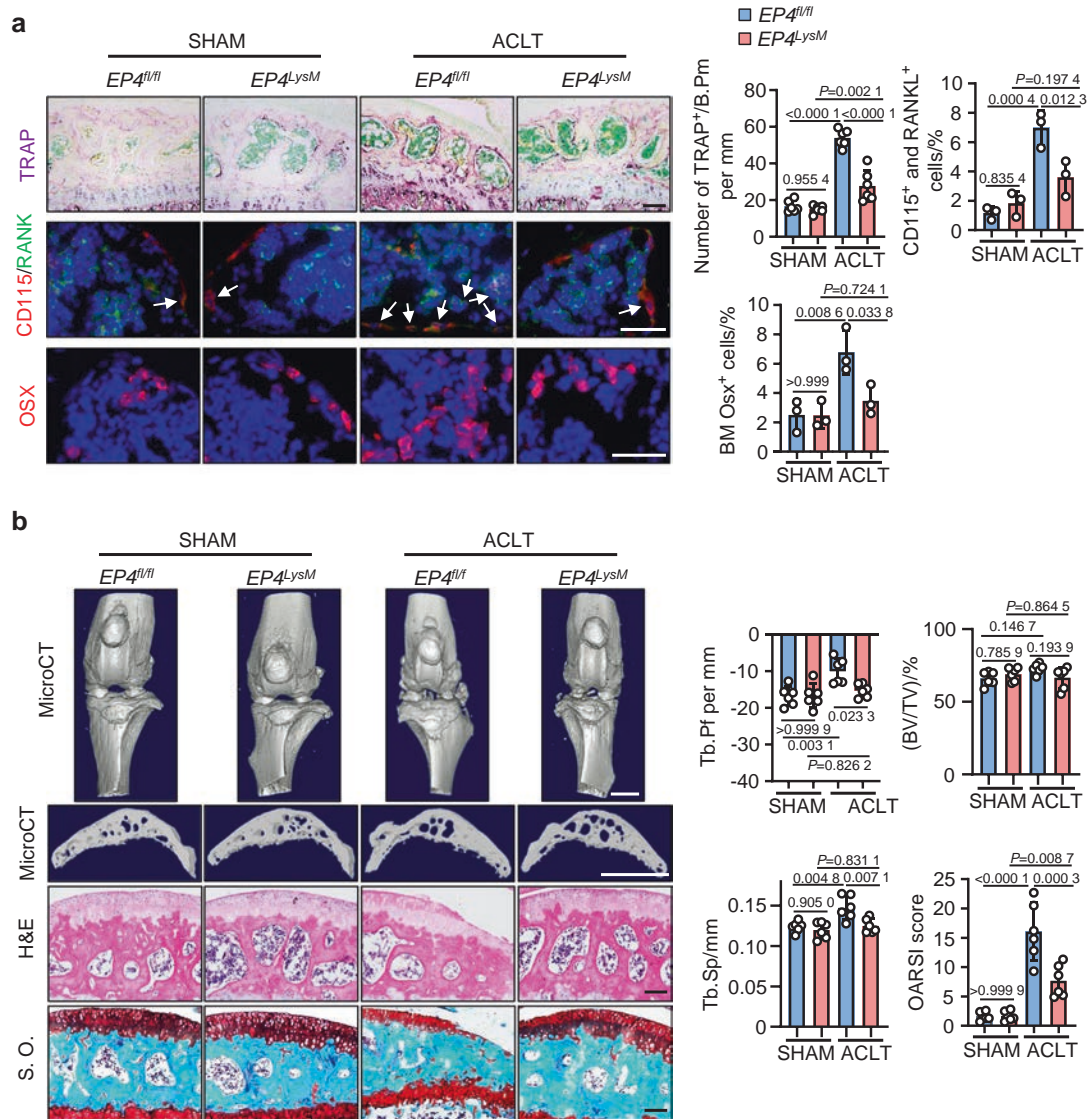 a
SHAM
ACLT
EP4fl/fl
EP4LysM
EP4fl/fl
EP4LysM
TRAP
CD115/RANK
OSX
EP4fl/fl
EP4LysM
Number of TRAP+/B.Pm
per mm
80
60
40
20
0
P=0.002 1
<0.000 1
<0.000 1
0.955 4
SHAM
ACLT
CD115+ and RANKL+
cells/%
10
8
6
4
2
0
P=0.197 4
0.000 4
0.012 3
0.835 4
SHAM
ACLT
BM Osx+ cells/%
10
8
6
4
2
0
P=0.724 1
0.008 6
0.033 8
>0.999
SHAM
ACLT
b
SHAM
ACLT
EP4fl/fl
EP4LysM
EP4fl/f
EP4LysM
MicroCT
MicroCT
H&E
S. O.
Tb.Pf per mm
0
-10
-20
-30
-40
0.023 3
>0.999 9
0.003 1
P=0.826 2
SHAM
ACLT
(BV/TV)/%
100
50
0
P=0.864 5
0.146 7
0.785 9
0.193 9
SHAM
ACLT
Tb.Sp/mm
0.15
0.10
0.05
0.00
P=0.831 1
0.004 8
0.007 1
0.905 0
SHAM
ACLT
OARSI score
25
20
15
10
5
0
P=0.008 7
<0.000 1
0.000 3
>0.999 9
SHAM
ACLT